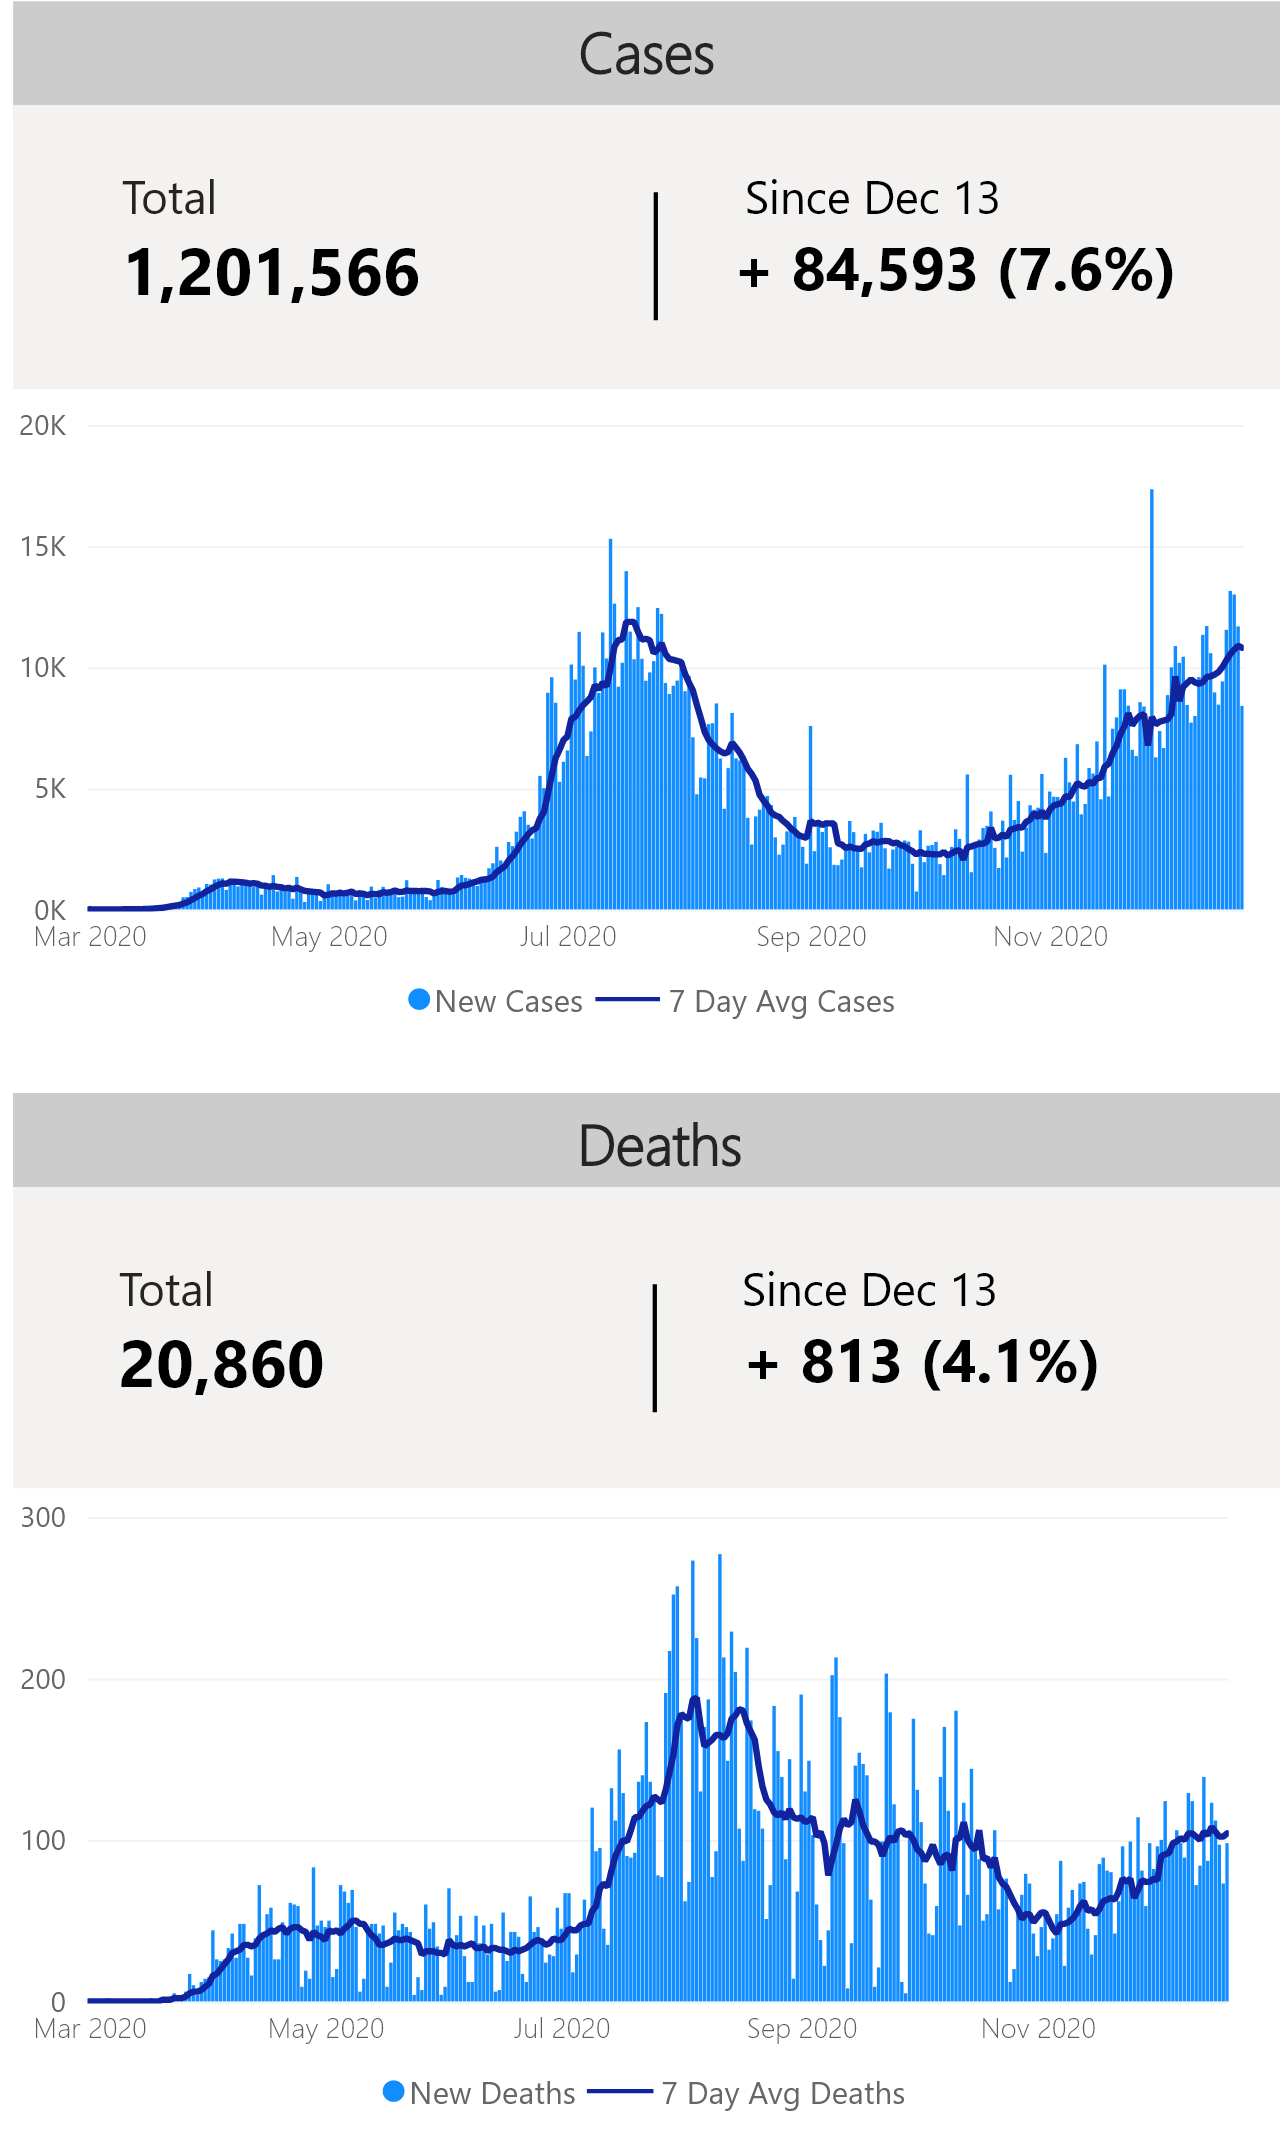 Cases
Total
Since Dec 13
1,201,566
+ 84,593 (7.6%)
20K
15K
10K
5K
0K
Mar 2020
May 2020
Jul 2020
Sep 2020
Nov 2020
New Cases
7 Day Avg Cases
Deaths
Total
Since Dec 13
20,860
+ 813 (4.1%)
300
200
100
0
Mar 2020
May 2020
Jul 2020
Sep 2020
Nov 2020
New Deaths
7 Day Avg Deaths